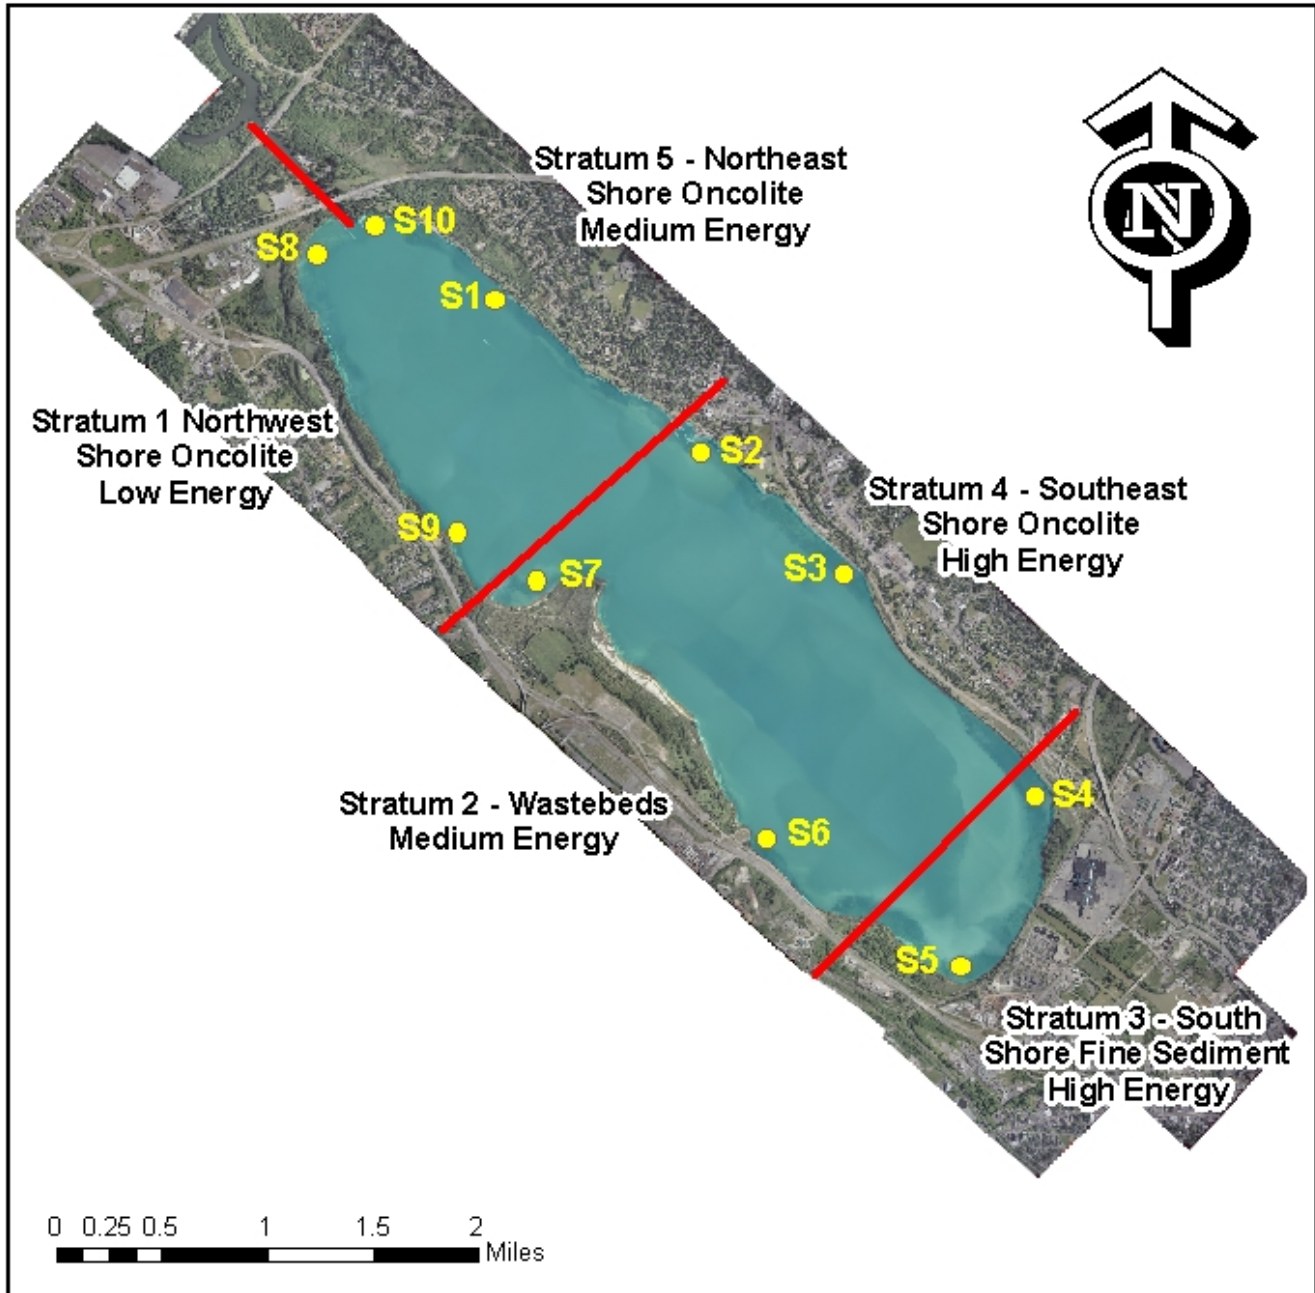 Stratum 5 - Northeast
Shore Oncolite
Medium Energy
N
S10
S8
S1
Stratum 1 Northwest
Shore Oncolite
Low Energy
S2
Stratum 4 - Southeast
Shore Oncolite
High Energy
S9
S7
S3
Stratum 2 - Wastebeds
Medium Energy
S4
S6
S5
Stratum 3 - South
Shore Fine Sediment
High Energy
0 0.25 0.5 1 1.5 2
Miles